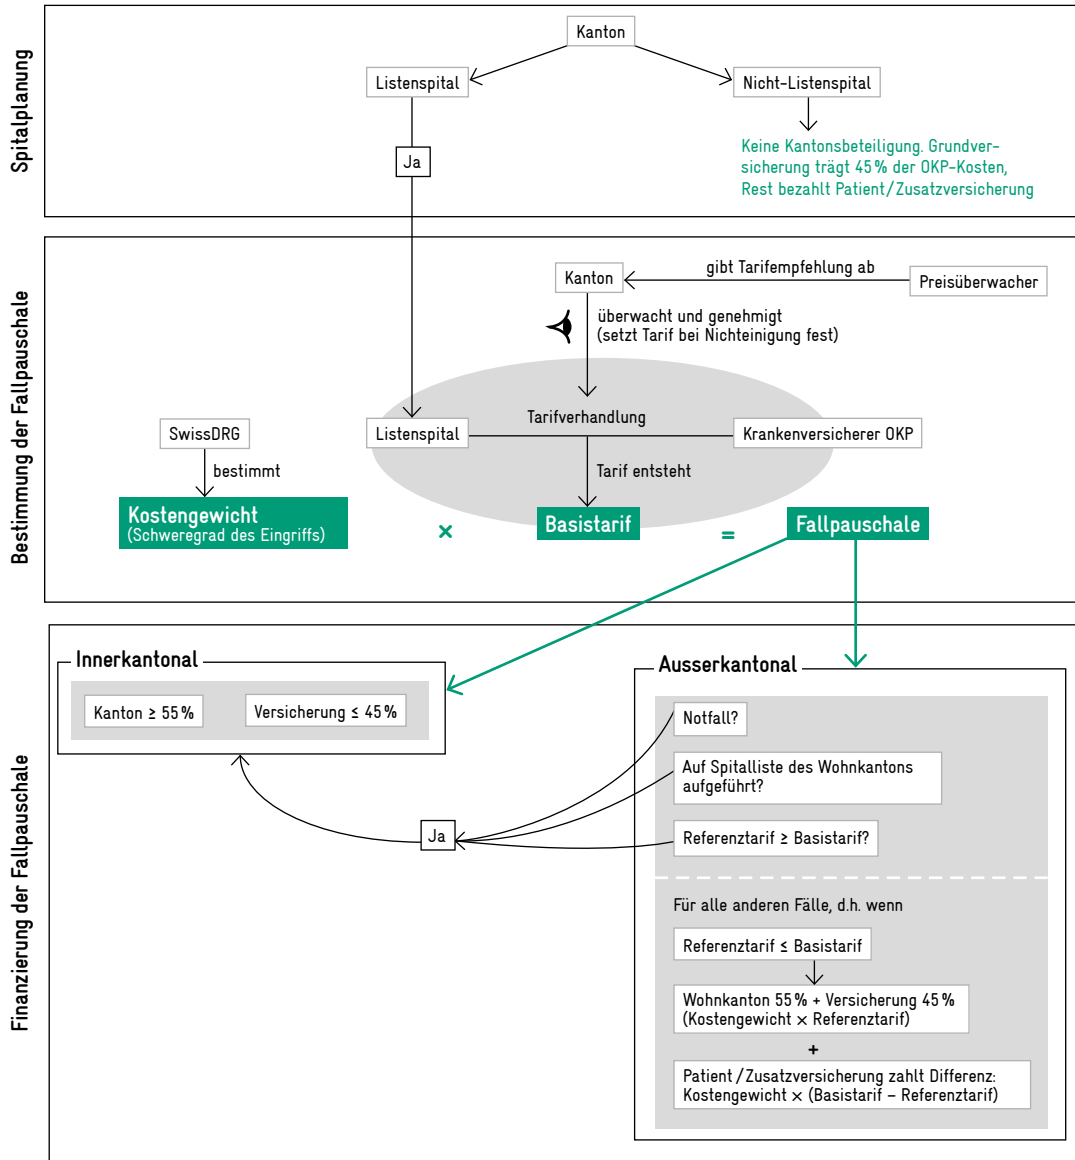 Spitalplanung
Kanton
Listenspital
Nicht-Listenspital
Ja
Keine Kantonsbeteiligung. Grundver-
sicherung trägt 45 % der OKP-Kosten,
Rest bezahlt Patient/Zusatzversicherung
Bestimmung der Fallpauschale
Kanton
gibt Tarifempfehlung ab
Preisüberwacher
überwacht und genehmigt
(setzt Tarif bei Nichteinigung fest)
Tarifverhandlung
SwissDRG
Listenspital
Krankenversicherer OKP
bestimmt
Tarif entsteht
Kostengewicht
(Schweregrad des Eingriffs)
×
Basistarif
=
Fallpauschale
Finanzierung der Fallpauschale
Innerkantonal
Kanton ≥ 55 %
Versicherung ≤ 45 %
Ausserkantonal
Notfall?
Auf Spitalliste des Wohnkantons
aufgeführt?
Referenztarif ≥ Basistarif?
Ja
Für alle anderen Fälle, d.h. wenn
Referenztarif ≤ Basistarif
Wohnkanton 55 % + Versicherung 45 %
(Kostengewicht × Referenztarif)
+
Patient/Zusatzversicherung zahlt Differenz:
Kostengewicht × (Basistarif – Referenztarif)